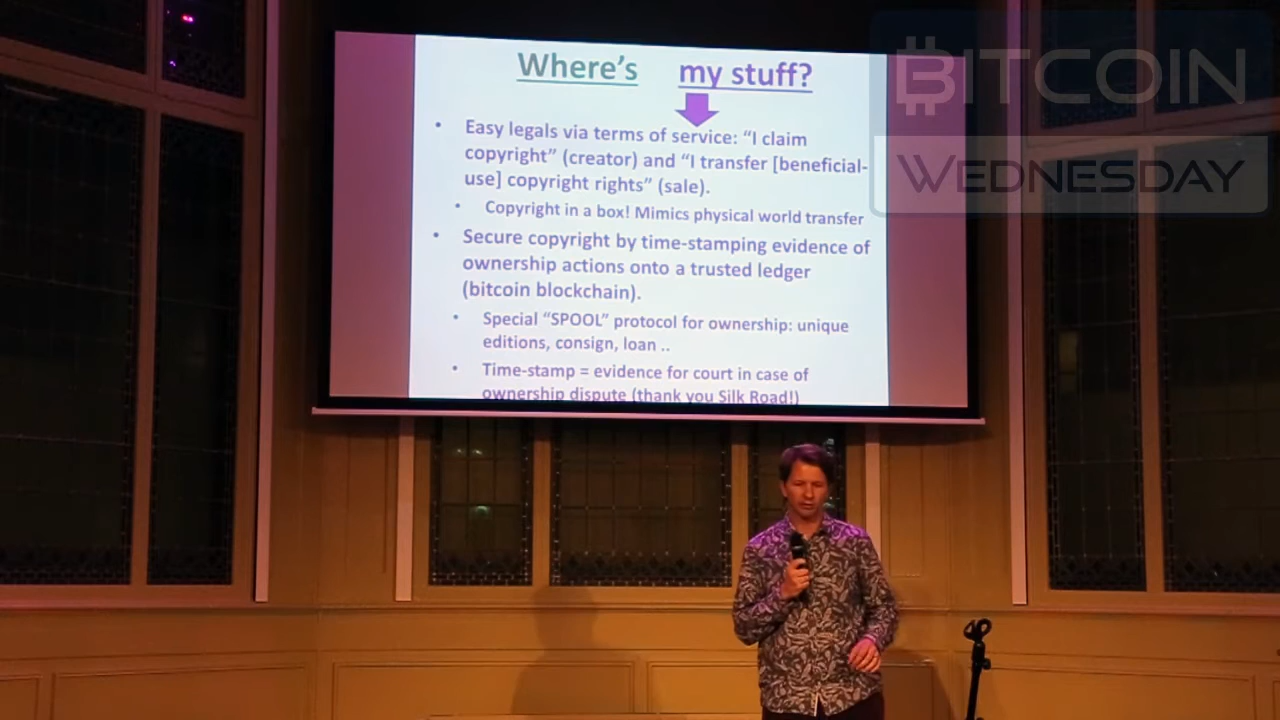 Where's my stuff?
• Easy legals via terms of service: “I claim
copyright” (creator) and “I transfer [beneficial-
use] copyright rights” (sale).
• Copyright in a box! Mimics physical world transfer
• Secure copyright by time-stamping evidence of
ownership actions onto a trusted ledger
(bitcoin blockchain).
• Special “SPOOL” protocol for ownership: unique
editions, consign, loan ..
• Time-stamp = evidence for court in case of
ownership dispute (thank you Silk Road!)
BITCOIN
WEDNESDAY